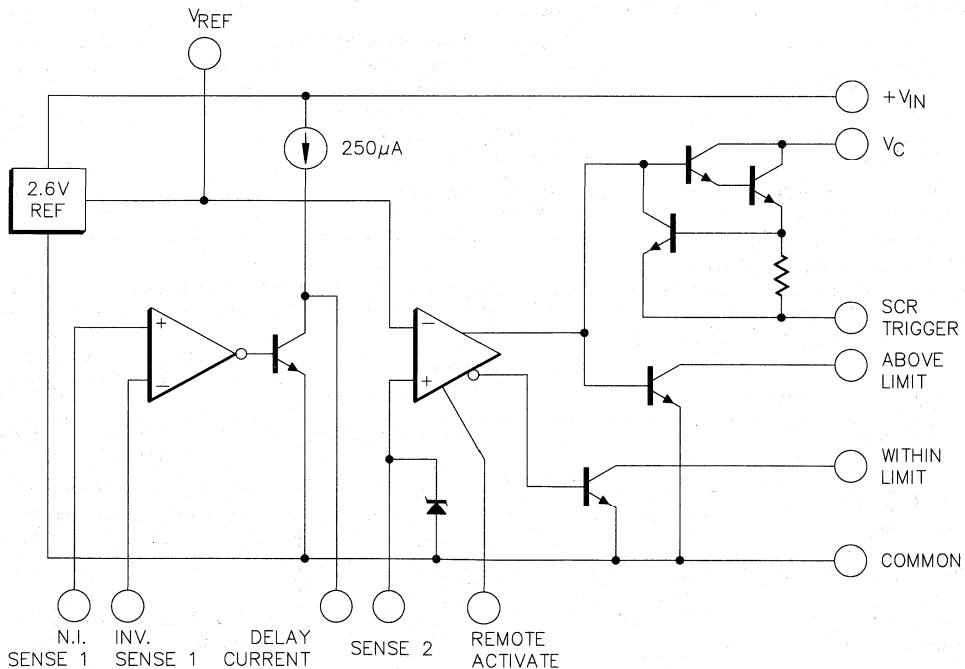 VREF
+VIN
250µA
VC
2.6V
REF
+
−
−
+
SCR
TRIGGER
ABOVE
LIMIT
WITHIN
LIMIT
COMMON
N.I.
SENSE 1
INV.
SENSE 1
DELAY
CURRENT
SENSE 2
REMOTE
ACTIVATE